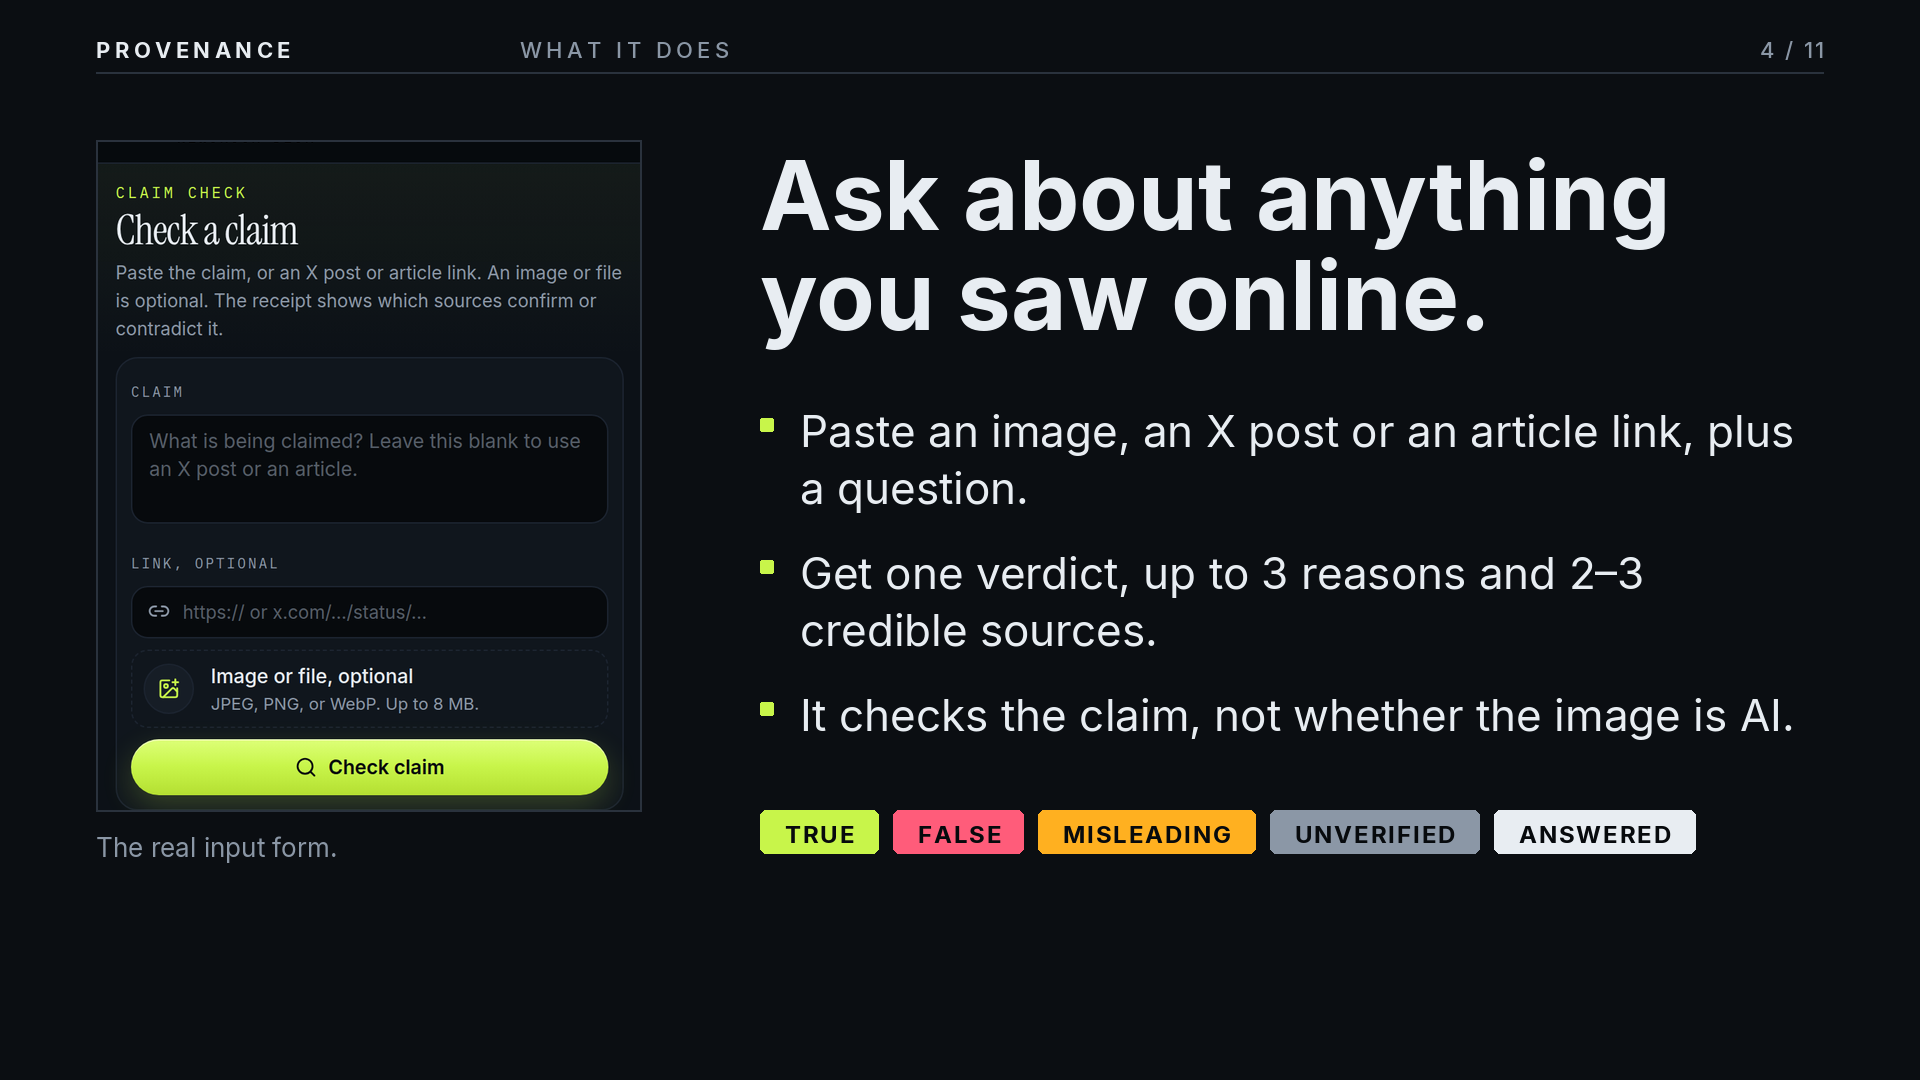 PROVENANCE
WHAT IT DOES
4 / 11
CLAIM CHECK
Check a claim
Paste the claim, or an X post or article link. An image or file
is optional. The receipt shows which sources confirm or
contradict it.
CLAIM
What is being claimed? Leave this blank to use
an X post or an article.
LINK, OPTIONAL
https:// or x.com/.../status/...
Image or file, optional
JPEG, PNG, or WebP. Up to 8 MB.
Check claim
The real input form.
Ask about anything
you saw online.
Paste an image, an X post or an article link, plus
a question.
Get one verdict, up to 3 reasons and 2–3
credible sources.
It checks the claim, not whether the image is AI.
TRUE
FALSE
MISLEADING
UNVERIFIED
ANSWERED